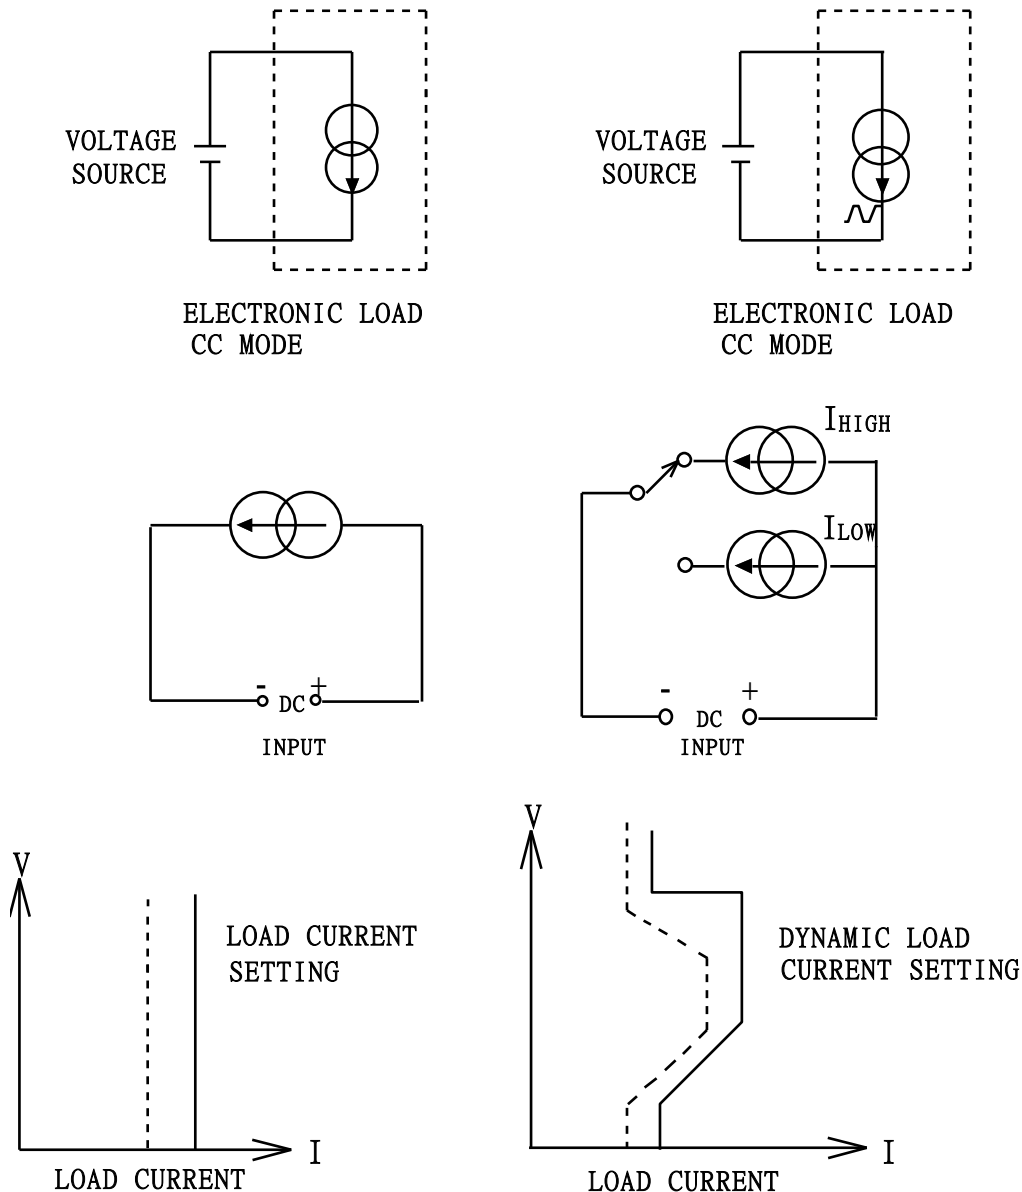 VOLTAGE
SOURCE
ELECTRONIC LOAD
CC MODE
VOLTAGE
SOURCE
ELECTRONIC LOAD
CC MODE
- DC +
INPUT
IHIGH
ILOW
- DC +
INPUT
V
LOAD CURRENT
SETTING
I
LOAD CURRENT
V
DYNAMIC LOAD
CURRENT SETTING
I
LOAD CURRENT